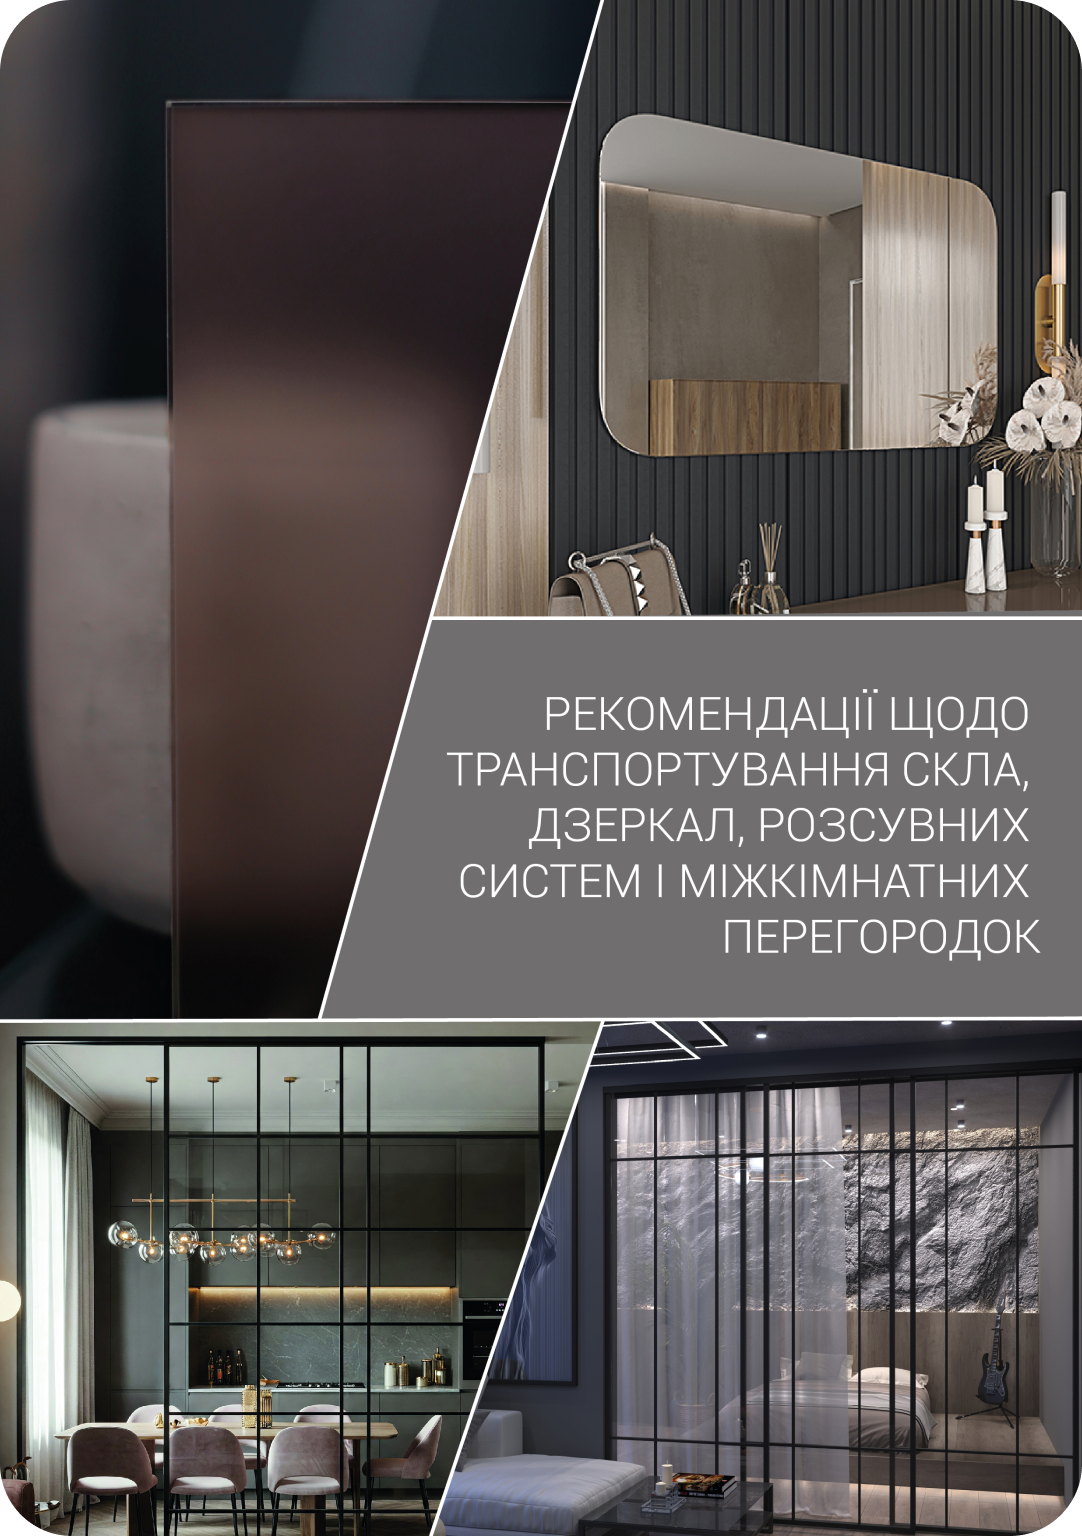 РЕКОМЕНДАЦІЇ ЩОДО
ТРАНСПОРТУВАННЯ СКЛА,
ДЗЕРКАЛ, РОЗСУВНИХ
СИСТЕМ І МІЖКІМНАТНИХ
ПЕРЕГОРОДОК